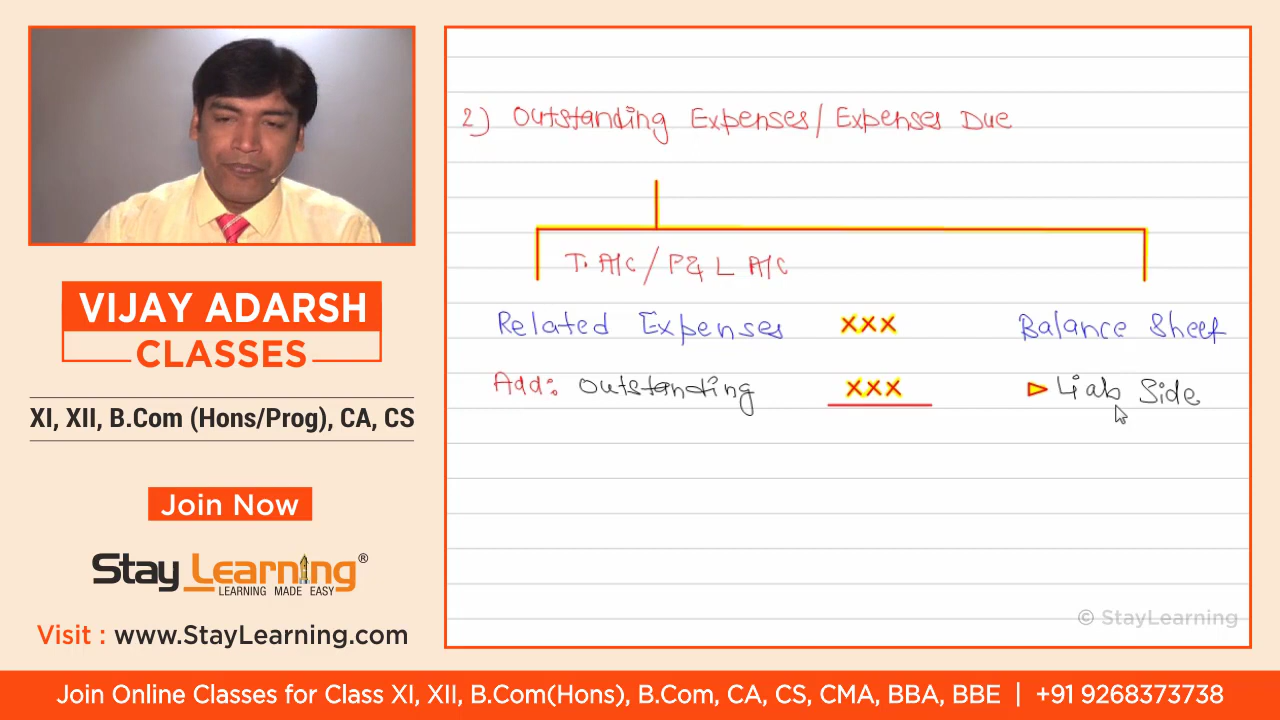 2) Outstanding Expenses/Expenses Due
T. A/C / P& L A/C
Related Expenses XXX Balance Sheet
Add: Outstanding XXX Liab Side
© StayLearning
VIJAY ADARSH
CLASSES
XI, XII, B.Com (Hons/Prog), CA, CS
Join Now
Stay Learning®
LEARNING MADE EASY
Visit : www.StayLearning.com
Join Online Classes for Class XI, XII, B.Com(Hons), B.Com, CA, CS, CMA, BBA, BBE | +91 9268373738